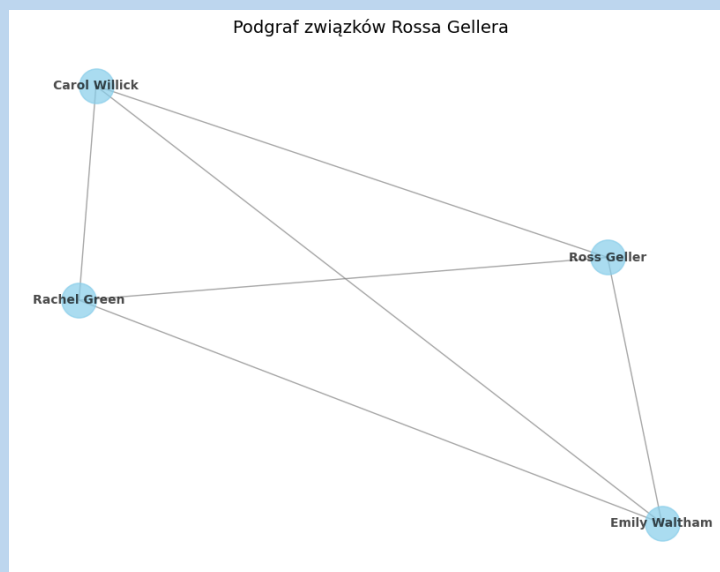 Podgraf związków Rossa Gellera
Carol Willick
Ross Geller
Rachel Green
Emily Waltham